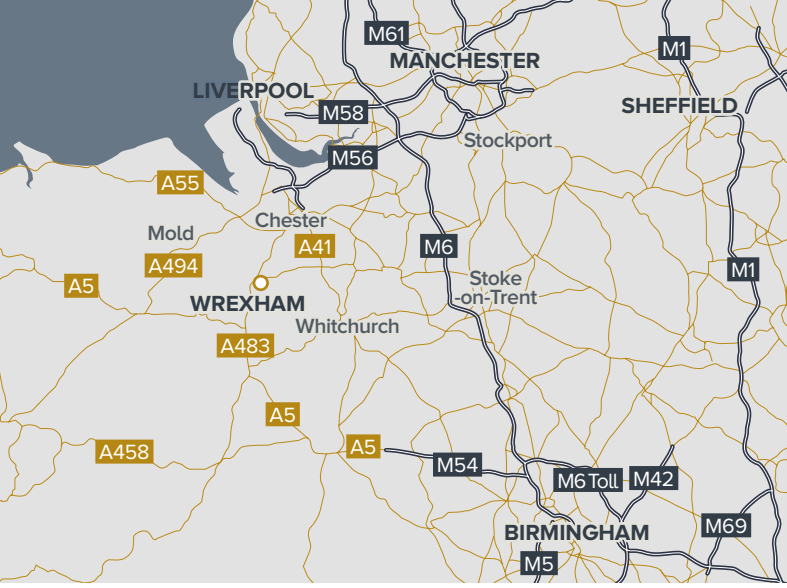 M61
M1
MANCHESTER
LIVERPOOL
SHEFFIELD
M58
Stockport
M56
A55
Chester
Mold
A41
M6
A494
M1
A5
Stoke
-on-Trent
WREXHAM
Whitchurch
A483
A5
A5
A458
M54
M6 Toll
M42
M69
BIRMINGHAM
M5